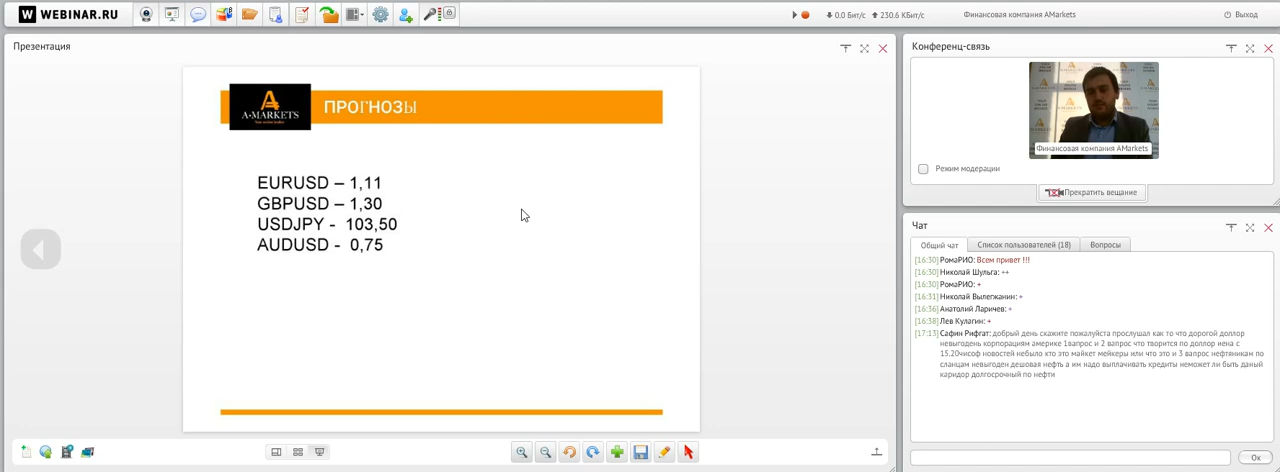 WEBINAR.RU
0.0 Бит/с 230.6 КБит/с
Финансовая компания AMarkets
Выход
Презентация
A·MARKETS
ПРОГНОЗЫ
EURUSD – 1,11
GBPUSD – 1,30
USDJPY - 103,50
AUDUSD - 0,75
Конференц-связь
Финансовая компания AMarkets
Режим модерации
Прекратить вещание
Чат
Общий чат
Список пользователей (18)
Вопросы
[16:30] РомаРИО: Всем привет !!!
[16:30] Николай Шульга: ++
[16:30] РомаРИО: +
[16:31] Николай Вылегжанин: +
[16:36] Анатолий Ларичев: +
[16:38] Лев Кулагин: +
[17:13] Сафин Рифгат: добрый день скажите пожалуйста прослушал как то что дорогой доллор
невыгодень корпорациям америке 1вапрос и 2 вапрос что творится по доллор иена с
15.20чисоф новостей небыло кто это майкет мейкеры или что это и 3 вапрос нефтяникам по
сланцам невыгоден дешовая нефть а им надо выплачивать кредиты неможет ли быть даный
каридор долгосрочный по нефти
Ок